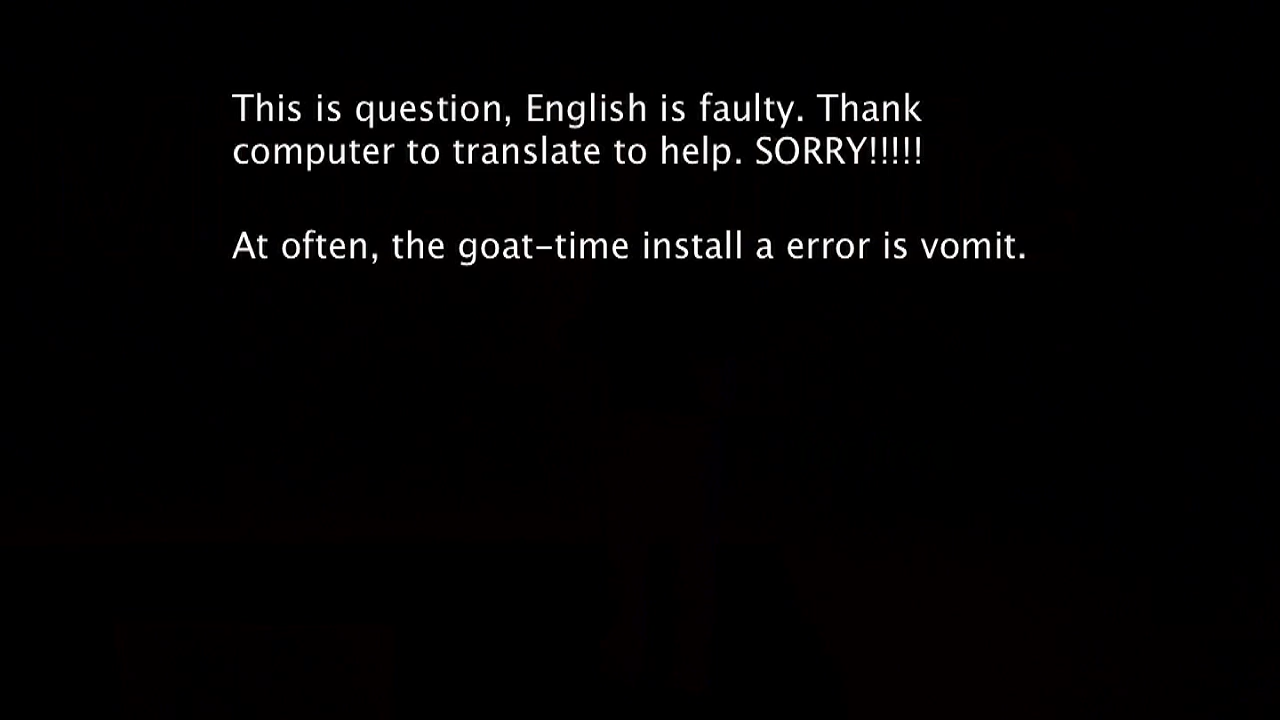 This is question, English is faulty. Thank
computer to translate to help. SORRY!!!!!
At often, the goat-time install a error is vomit.